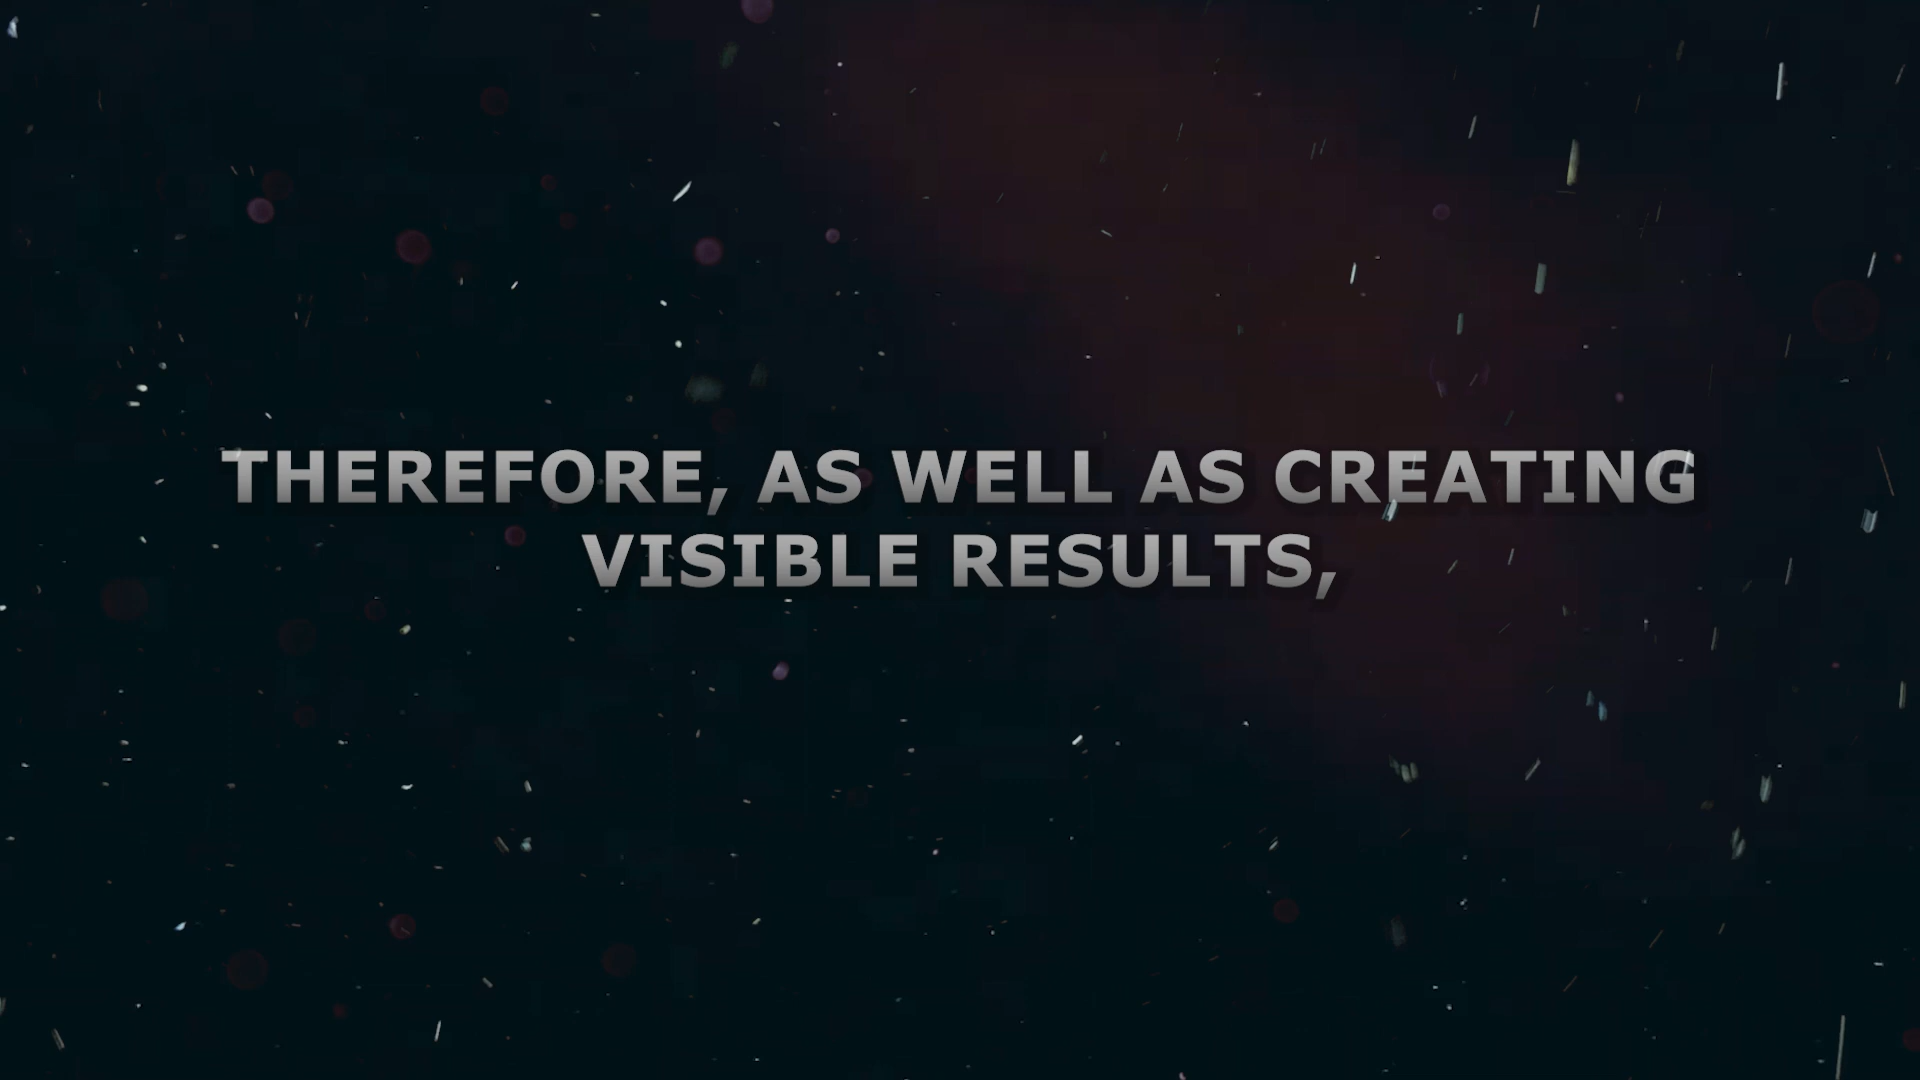 THEREFORE, AS WELL AS CREATING
VISIBLE RESULTS,